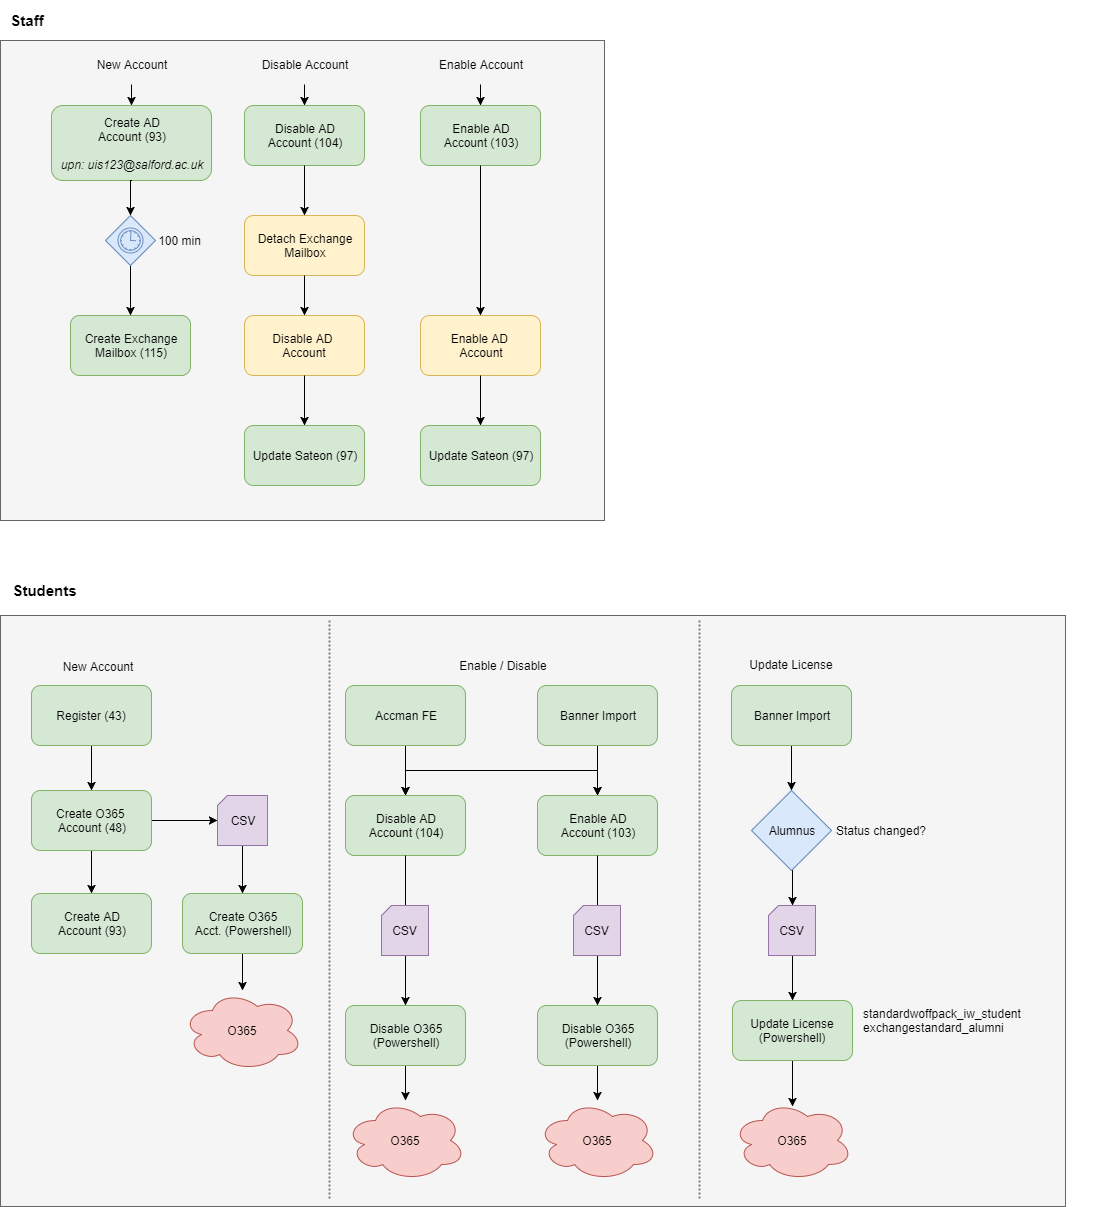 Staff
New Account
Disable Account
Enable Account
Create AD
Account (93)
upn: uis123@salford.ac.uk
Disable AD
Account (104)
Enable AD
Account (103)
100 min
Detach Exchange
Mailbox
Create Exchange
Mailbox (115)
Disable AD
Account
Enable AD
Account
Update Sateon (97)
Update Sateon (97)
Students
New Account
Enable / Disable
Update License
Register (43)
Accman FE
Banner Import
Banner Import
Create O365
Account (48)
CSV
Disable AD
Account (104)
Enable AD
Account (103)
Alumnus
Status changed?
Create AD
Account (93)
Create O365
Acct. (Powershell)
CSV
CSV
CSV
O365
Disable O365
(Powershell)
Disable O365
(Powershell)
Update License
(Powershell)
standardwoffpack_iw_student
exchangestandard_alumni
O365
O365
O365